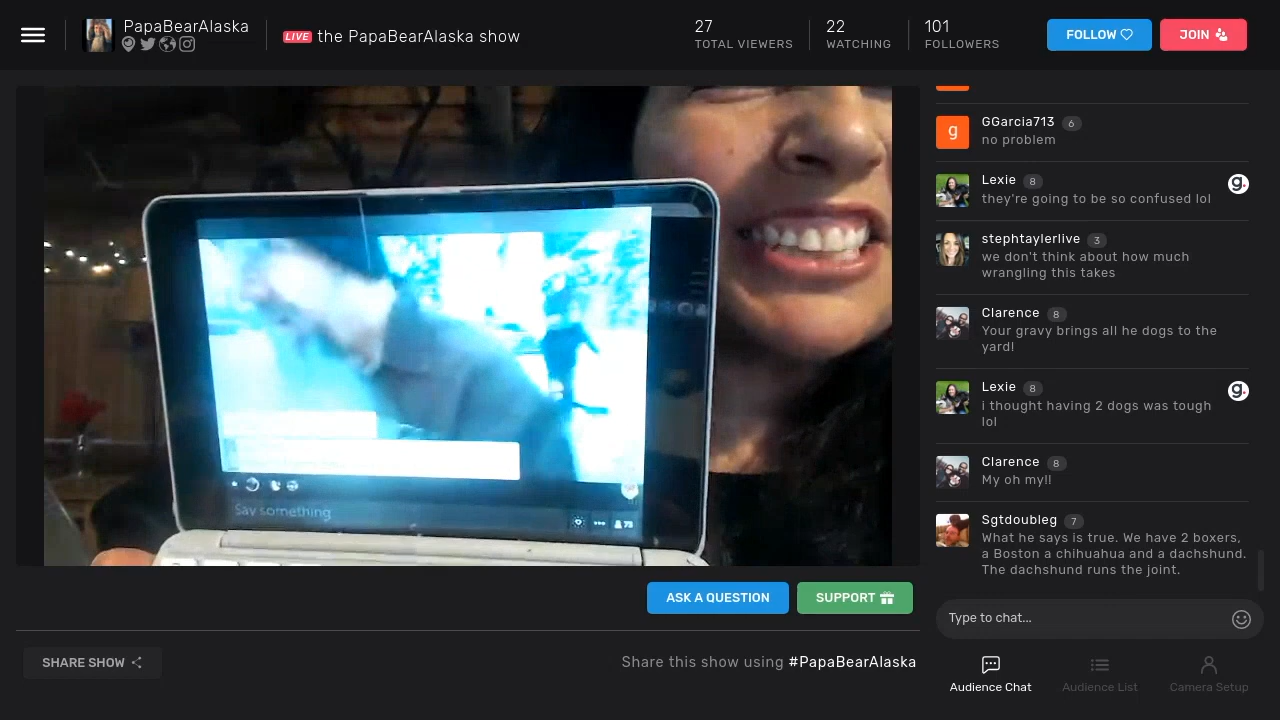 PapaBearAlaska
LIVE the PapaBearAlaska show
27
TOTAL VIEWERS
22
WATCHING
101
FOLLOWERS
FOLLOW
JOIN
GGarcia713 6
g
no problem
Lexie 8
g.
they're going to be so confused lol
stephtaylerlive 3
we don't think about how much
wrangling this takes
Clarence 8
Your gravy brings all he dogs to the
yard!
Lexie 8
g.
i thought having 2 dogs was tough
lol
Clarence 8
My oh myll
Sgtdoubleg 7
What he says is true. We have 2 boxers,
a Boston a chihuahua and a dachshund.
The dachshund runs the joint.
Say something
75
ASK A QUESTION
SUPPORT
Type to chat...
SHARE SHOW
Share this show using #PapaBearAlaska
Audience Chat
Audience List
Camera Setup